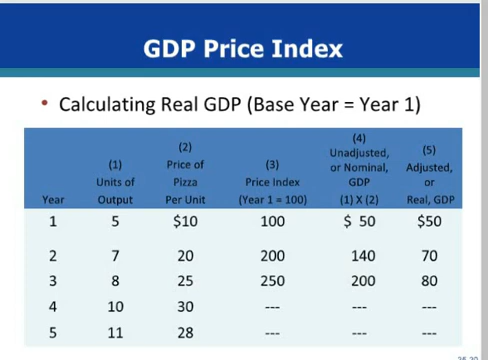 GDP Price Index
• Calculating Real GDP (Base Year = Year 1)
Year (1) Units of Output (2) Price of Pizza Per Unit (3) Price Index (Year 1 = 100) (4) Unadjusted, or Nominal, GDP (1) X (2) (5) Adjusted, or Real, GDP
1 5 $10 100 $ 50 $50
2 7 20 200 140 70
3 8 25 250 200 80
4 10 30 --- --- ---
5 11 28 --- --- ---